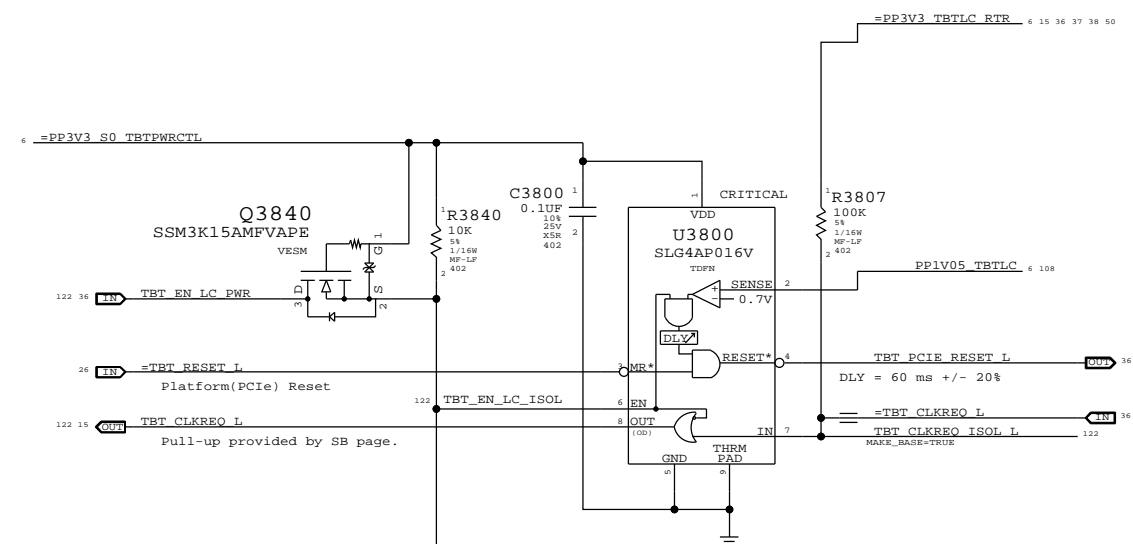 =PP3V3_TBTLC_RTR 6 15 36 37 38 50
6 =PP3V3_S0_TBTPWRCTL
C3800 1
0.1UF
10%
25V
X5R
402
2
1 CRITICAL
VDD
U3800
SLG4AP016V
TDFN
1 R3807
100K
5%
1/16W
MF-LF
402
2
Q3840
SSM3K15AMFVAPE
VESM
1 R3840
10K
5%
1/16W
MF-LF
402
2
G 1
D 3
S 2
PP1V05_TBTLC 6 108
SENSE 2
+
- 0.7V
122 36 IN TBT_EN_LC_PWR
DLY
RESET* 4 TBT_PCIE_RESET_L OUT 36
DLY = 60 ms +/- 20%
26 IN =TBT_RESET_L 3 MR*
Platform(PCIe) Reset
122 TBT_EN_LC_ISOL 6 EN
=TBT_CLKREQ_L IN 36
122 15 OUT TBT_CLKREQ_L 8 OUT
(OD)
Pull-up provided by SB page.
IN 7 TBT_CLKREQ_ISOL_L 122
MAKE_BASE=TRUE
GND
THRM
PAD
5 9